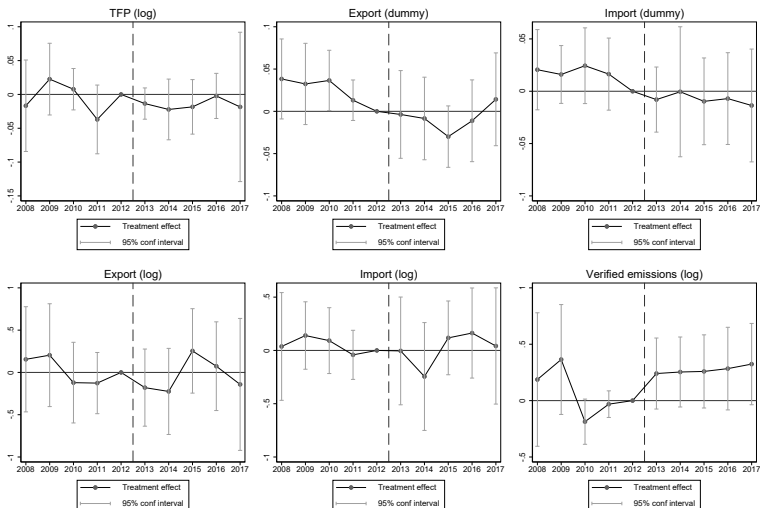 TFP (log)
.1
.05
0
-.05
-.1
-.15
2008 2009 2010 2011 2012 2013 2014 2015 2016 2017
Treatment effect
95% conf interval
Export (dummy)
.1
.05
0
-.05
-.1
2008 2009 2010 2011 2012 2013 2014 2015 2016 2017
Treatment effect
95% conf interval
Import (dummy)
.1
.05
0
-.05
-.1
2008 2009 2010 2011 2012 2013 2014 2015 2016 2017
Treatment effect
95% conf interval
Export (log)
1
.5
0
-.5
-1
2008 2009 2010 2011 2012 2013 2014 2015 2016 2017
Treatment effect
95% conf interval
Import (log)
.5
0
-.5
-1
2008 2009 2010 2011 2012 2013 2014 2015 2016 2017
Treatment effect
95% conf interval
Verified emissions (log)
1
.5
0
-.5
2008 2009 2010 2011 2012 2013 2014 2015 2016 2017
Treatment effect
95% conf interval